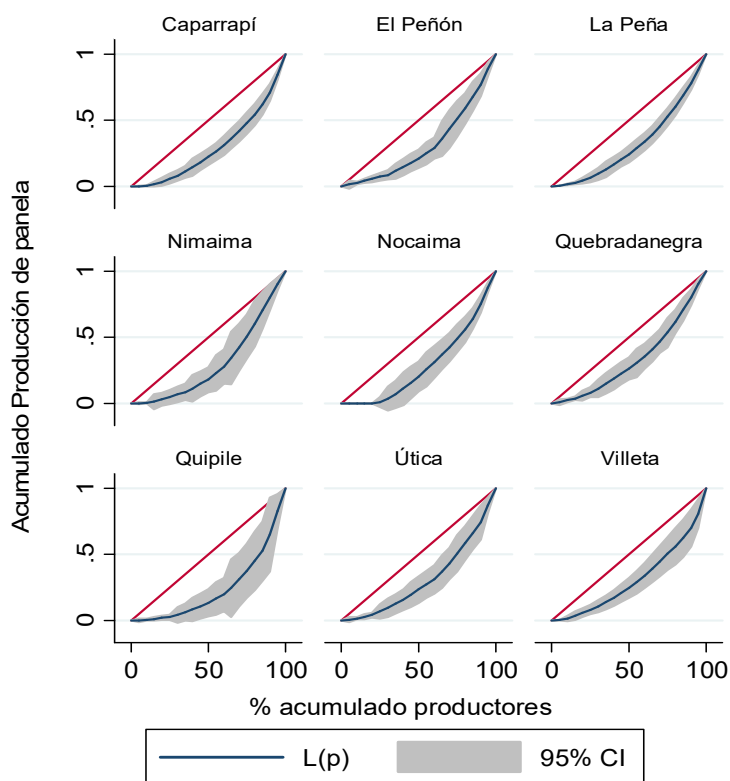 Caparrapí El Peñón La Peña
1
.5
0
Nimaima Nocaima Quebradanegra
1
.5
0
Quipile Útica Villeta
1
.5
0
0 50 100 0 50 100 0 50 100
Acumulado Producción de panela
% acumulado productores
L(p) 95% CI